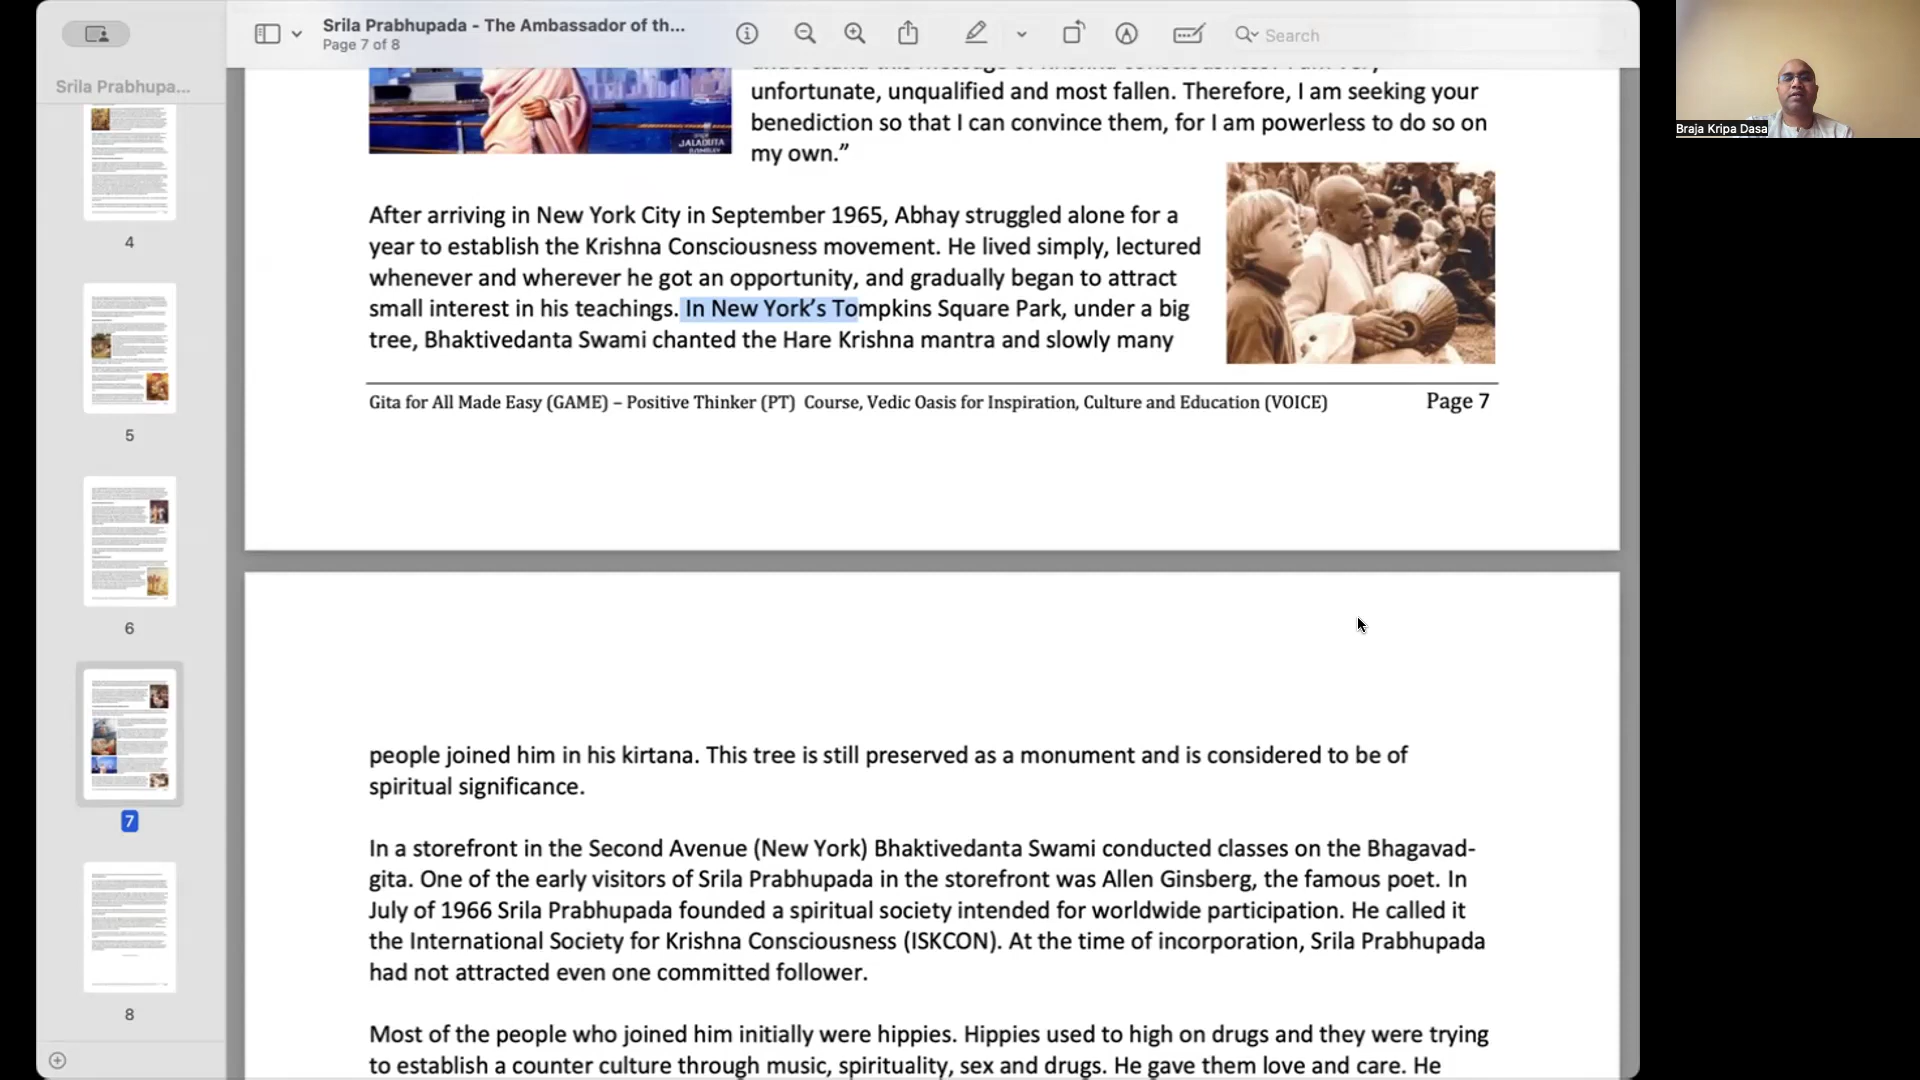 Srila Prabhupada - The Ambassador of th...
Page 7 of 8
Search
Srila Prabhupa...
4
5
6
7
8
unfortunate, unqualified and most fallen. Therefore, I am seeking your
benediction so that I can convince them, for I am powerless to do so on
my own.”
JALADUTA
After arriving in New York City in September 1965, Abhay struggled alone for a
year to establish the Krishna Consciousness movement. He lived simply, lectured
whenever and wherever he got an opportunity, and gradually began to attract
small interest in his teachings. In New York’s Tompkins Square Park, under a big
tree, Bhaktivedanta Swami chanted the Hare Krishna mantra and slowly many
Gita for All Made Easy (GAME) – Positive Thinker (PT) Course, Vedic Oasis for Inspiration, Culture and Education (VOICE)
Page 7
people joined him in his kirtana. This tree is still preserved as a monument and is considered to be of
spiritual significance.
In a storefront in the Second Avenue (New York) Bhaktivedanta Swami conducted classes on the Bhagavad-
gita. One of the early visitors of Srila Prabhupada in the storefront was Allen Ginsberg, the famous poet. In
July of 1966 Srila Prabhupada founded a spiritual society intended for worldwide participation. He called it
the International Society for Krishna Consciousness (ISKCON). At the time of incorporation, Srila Prabhupada
had not attracted even one committed follower.
Most of the people who joined him initially were hippies. Hippies used to high on drugs and they were trying
to establish a counter culture through music, spirituality, sex and drugs. He gave them love and care. He
Braja Kripa Dasa